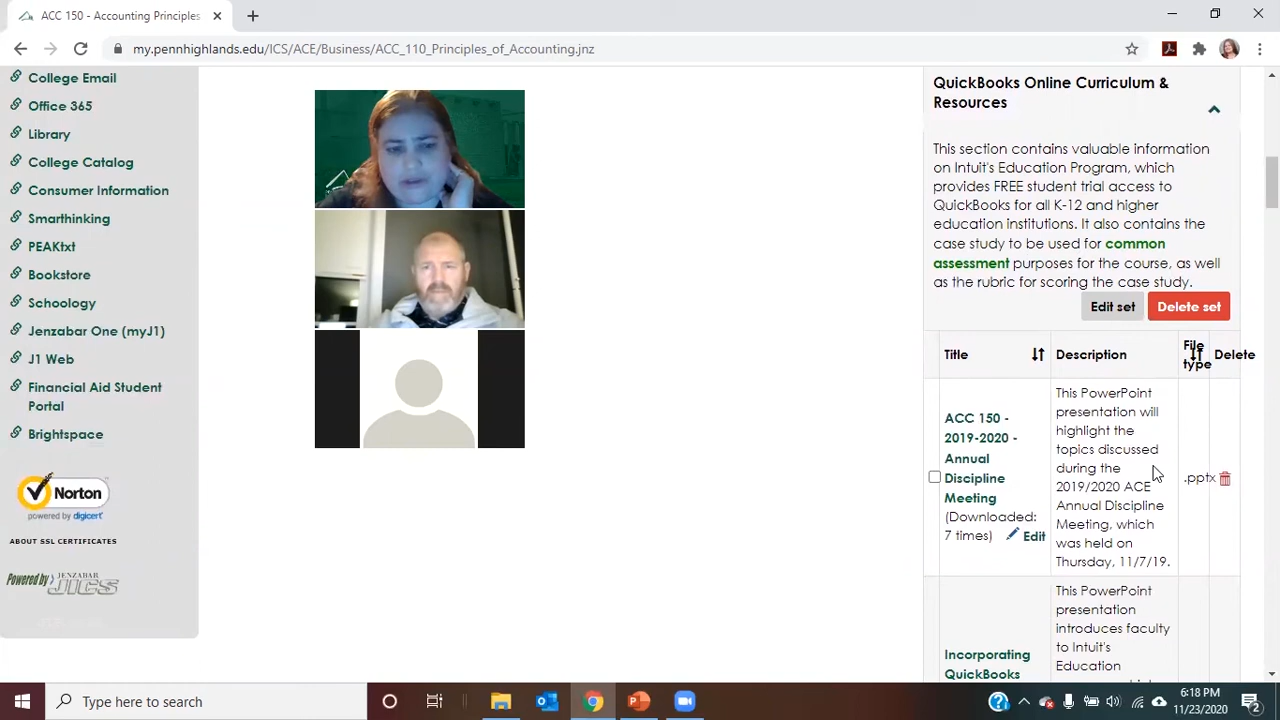 ACC 150 - Accounting Principles
my.pennhighlands.edu/ICS/ACE/Business/ACC_110_Principles_of_Accounting.jnz
College Email
Office 365
Library
College Catalog
Consumer Information
Smarthinking
PEAKtxt
Bookstore
Schoology
Jenzabar One (myJ1)
J1 Web
Financial Aid Student
Portal
Brightspace
Norton
powered by digicert
ABOUT SSL CERTIFICATES
Powered by JENZABAR
JICS
QuickBooks Online Curriculum &
Resources
This section contains valuable information
on Intuit's Education Program, which
provides FREE student trial access to
QuickBooks for all K-12 and higher
education institutions. It also contains the
case study to be used for common
assessment purposes for the course, as well
as the rubric for scoring the case study.
Edit set
Delete set
Title
Description
File
type
Delete
ACC 150 -
2019-2020 -
Annual
Discipline
Meeting
(Downloaded:
7 times)
Edit
This PowerPoint
presentation will
highlight the
topics discussed
during the
2019/2020 ACE
Annual Discipline
Meeting, which
was held on
Thursday, 11/7/19.
.pptx
Incorporating
QuickBooks
This PowerPoint
presentation
introduces faculty
to Intuit's
Education
Type here to search
6:18 PM
11/23/2020
2